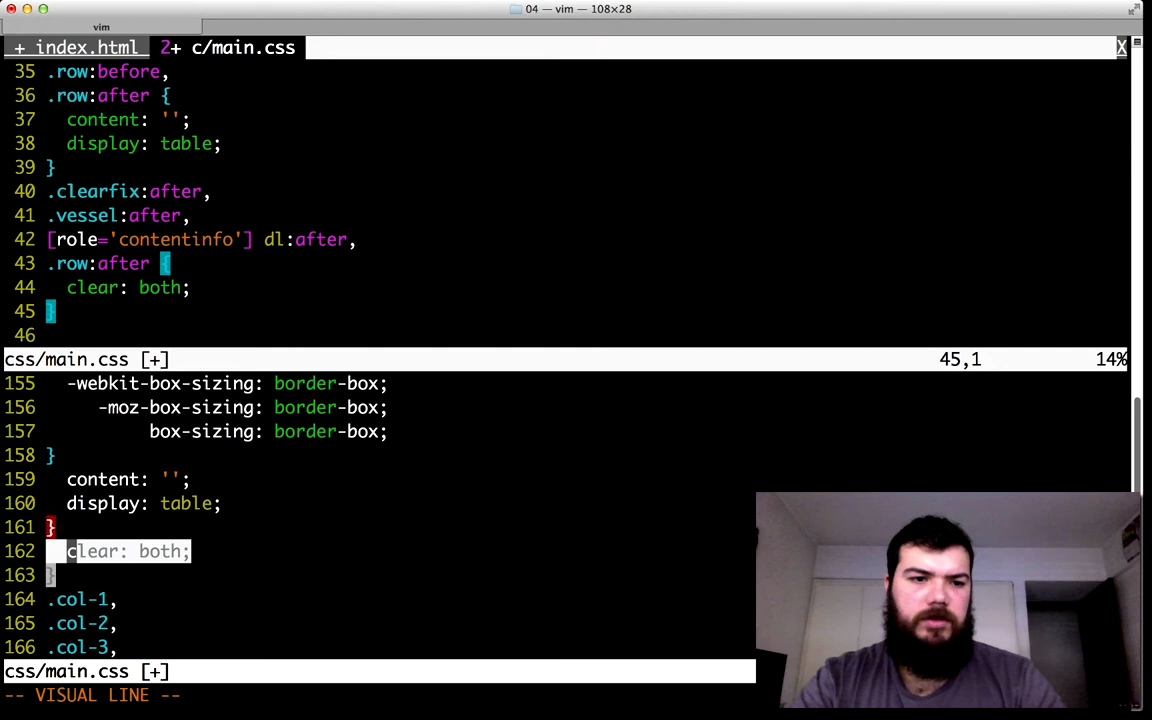 04 — vim — 108×28
vim
+ index.html  2+ c/main.css X
35 .row:before,
36 .row:after {
37   content: '';
38   display: table;
39 }
40 .clearfix:after,
41 .vessel:after,
42 [role='contentinfo'] dl:after,
43 .row:after {
44   clear: both;
45 }
46
css/main.css [+] 45,1 14%
155   -webkit-box-sizing: border-box;
156      -moz-box-sizing: border-box;
157           box-sizing: border-box;
158 }
159   content: '';
160   display: table;
161 }
162   clear: both;
163 }
164 .col-1,
165 .col-2,
166 .col-3,
css/main.css [+]
-- VISUAL LINE --